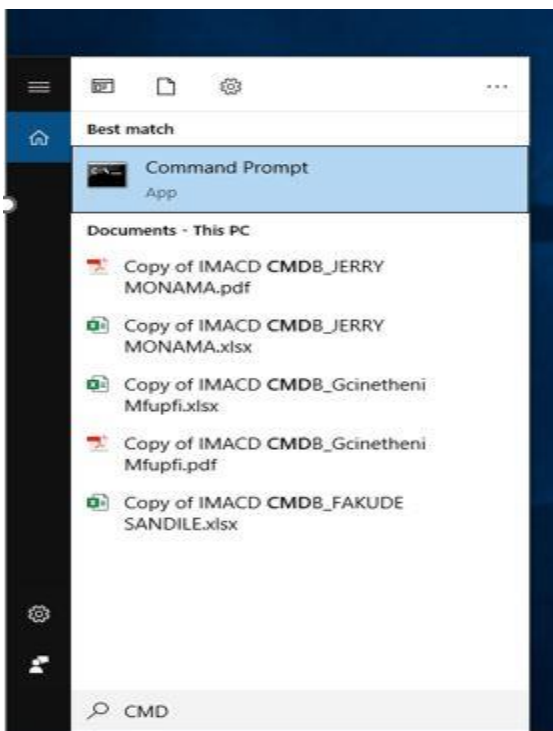 Best match
Command Prompt
App
Documents - This PC
Copy of IMACD CMDB_JERRY
MONAMA.pdf
Copy of IMACD CMDB_JERRY
MONAMA.xlsx
Copy of IMACD CMDB_Gcinetheni
Mfupfi.xlsx
Copy of IMACD CMDB_Gcinetheni
Mfupfi.pdf
Copy of IMACD CMDB_FAKUDE
SANDILE.xlsx
CMD